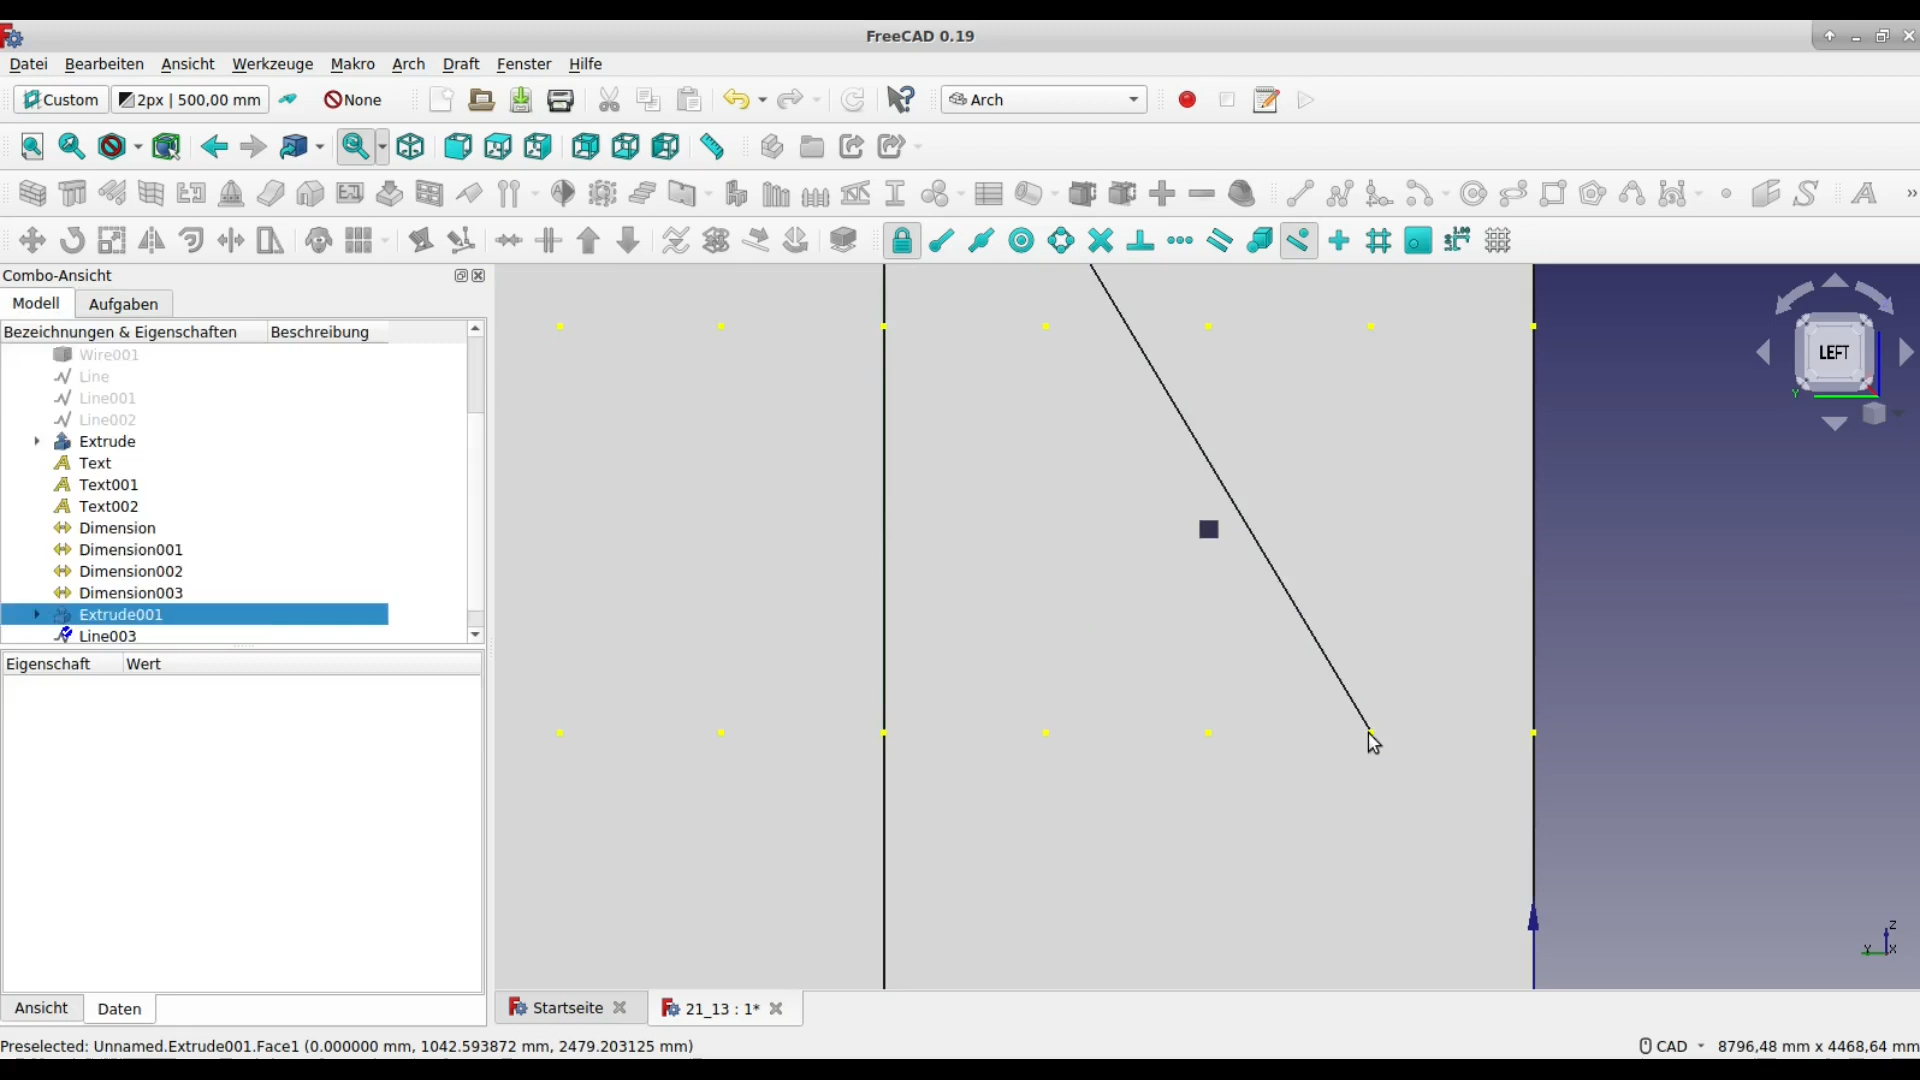 FreeCAD 0.19
Datei Bearbeiten Ansicht Werkzeuge Makro Arch Draft Fenster Hilfe
Custom 2px | 500,00 mm None Arch
Combo-Ansicht
Modell Aufgaben
Bezeichnungen & Eigenschaften Beschreibung
Wire001
Line
Line001
Line002
Extrude
Text
Text001
Text002
Dimension
Dimension001
Dimension002
Dimension003
Extrude001
Line003
Eigenschaft Wert
LEFT
Y
Z
Y X
Ansicht Daten
Startseite 21_13 : 1*
Preselected: Unnamed.Extrude001.Face1 (0.000000 mm, 1042.593872 mm, 2479.203125 mm) CAD 8796,48 mm x 4468,64 mm